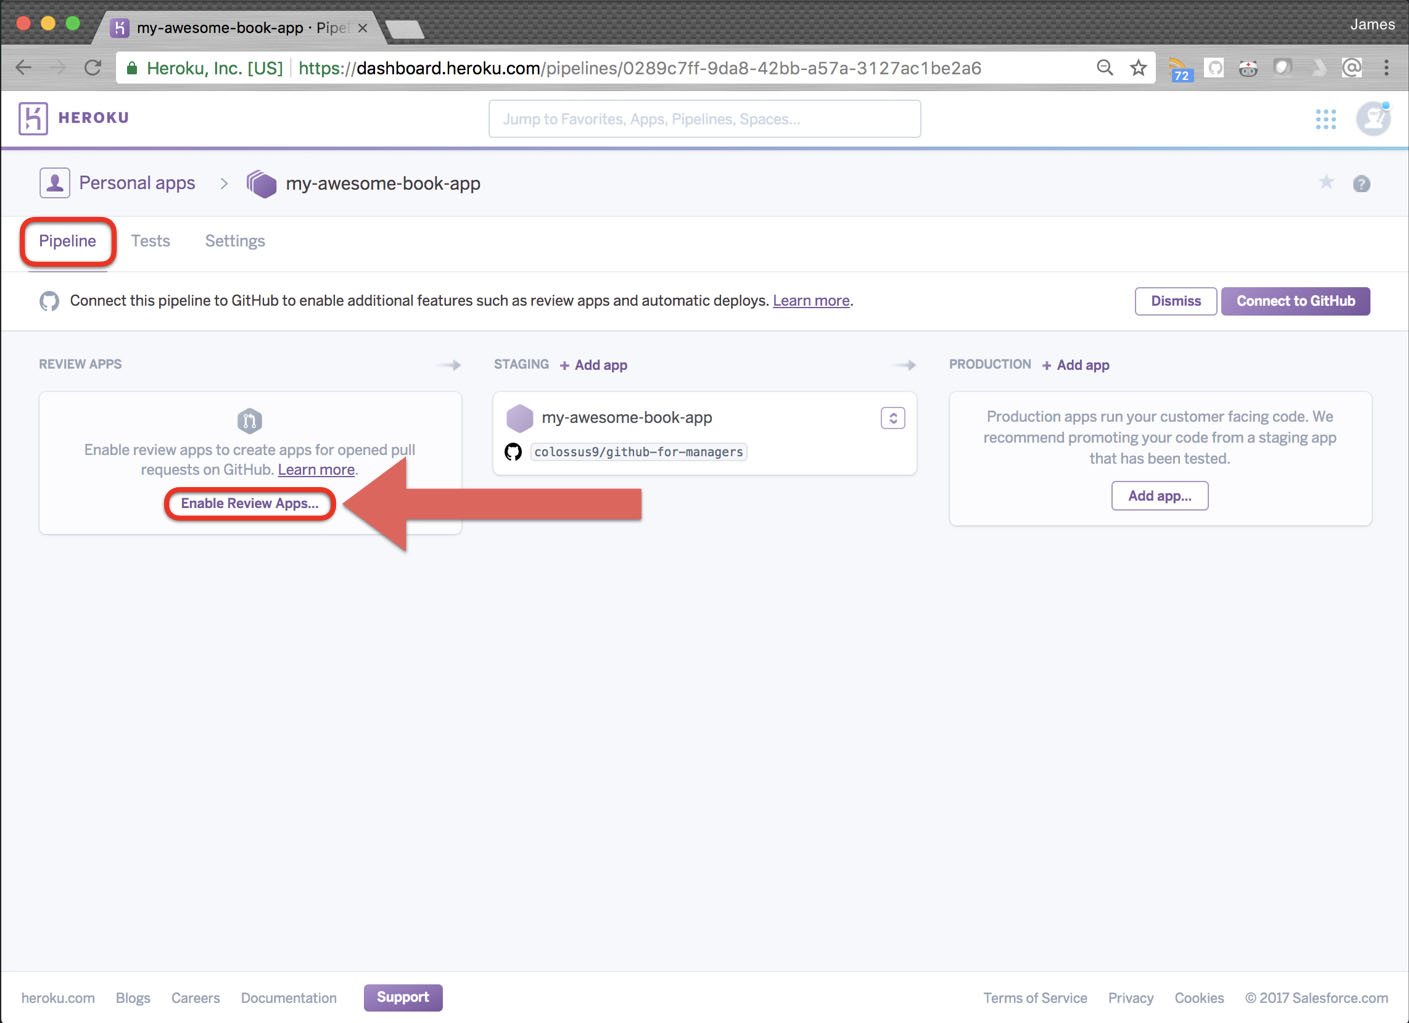 my-awesome-book-app · Pipel
James
Heroku, Inc. [US] https://dashboard.heroku.com/pipelines/0289c7ff-9da8-42bb-a57a-3127ac1be2a6
72
HEROKU
Jump to Favorites, Apps, Pipelines, Spaces...
Personal apps > my-awesome-book-app
Pipeline Tests Settings
Connect this pipeline to GitHub to enable additional features such as review apps and automatic deploys. Learn more.
Dismiss Connect to GitHub
REVIEW APPS
Enable review apps to create apps for opened pull
requests on GitHub. Learn more.
Enable Review Apps...
STAGING + Add app
my-awesome-book-app
colossus9/github-for-managers
PRODUCTION + Add app
Production apps run your customer facing code. We
recommend promoting your code from a staging app
that has been tested.
Add app...
heroku.com Blogs Careers Documentation Support
Terms of Service Privacy Cookies © 2017 Salesforce.com